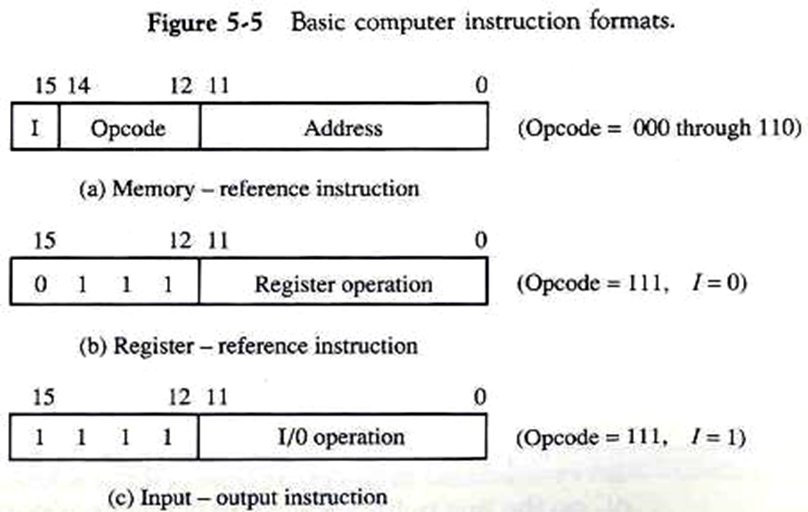 Figure 5-5 Basic computer instruction formats.
15 14 12 11 0
I Opcode Address (Opcode = 000 through 110)
(a) Memory – reference instruction
15 12 11 0
0 1 1 1 Register operation (Opcode = 111, I = 0)
(b) Register – reference instruction
15 12 11 0
1 1 1 1 I/0 operation (Opcode = 111, I = 1)
(c) Input – output instruction